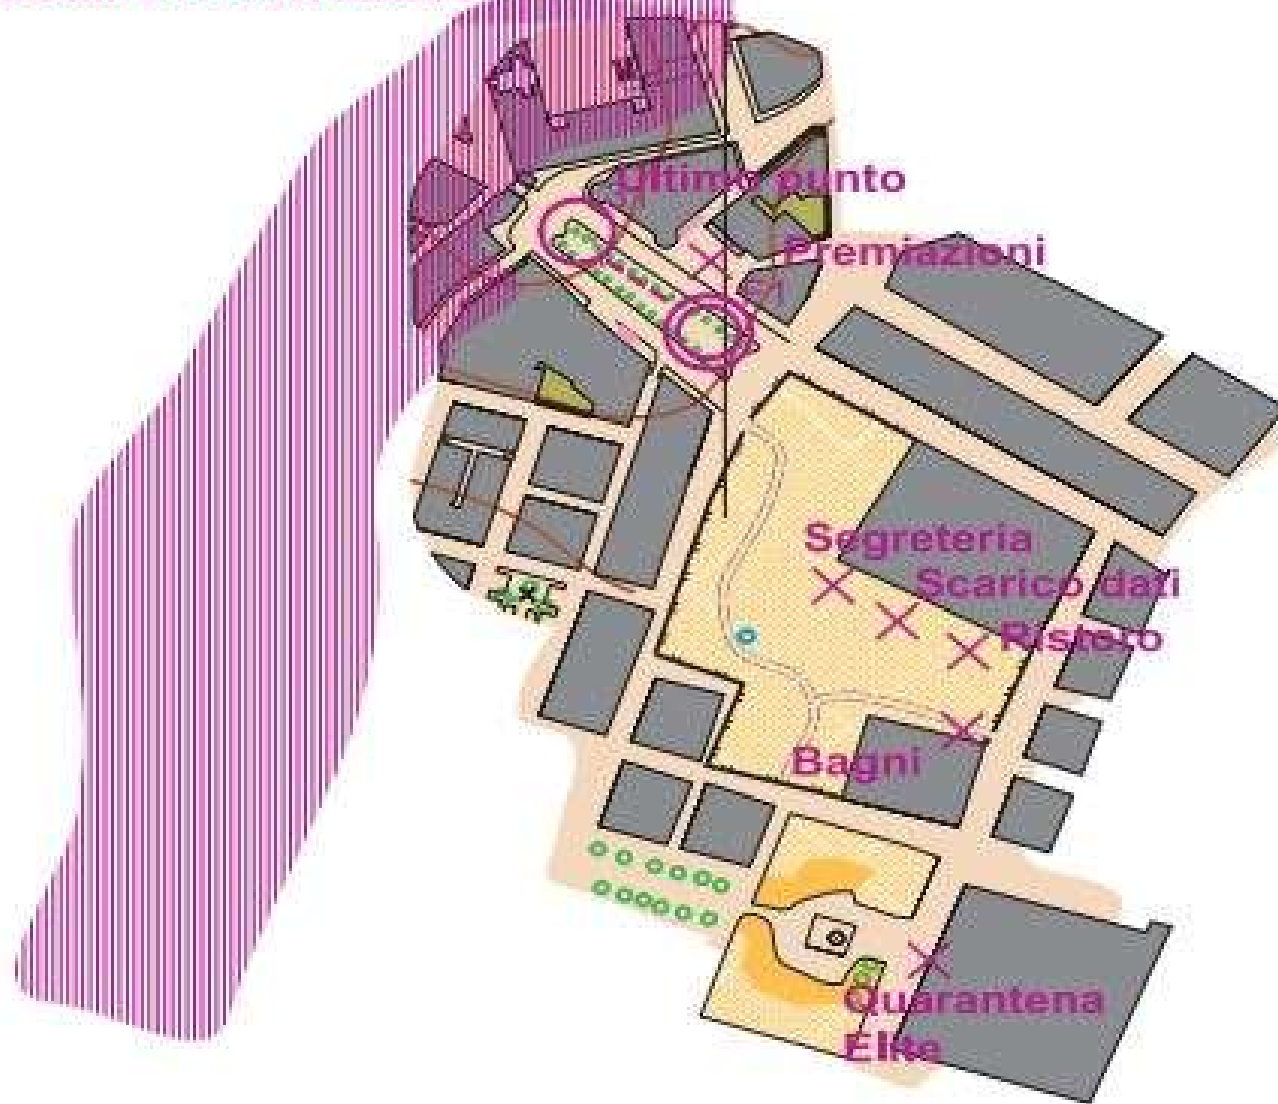 Ultimo punto
Premiazioni
Segreteria
Scarico dati
Ristoro
Bagni
Quarantena
Elite